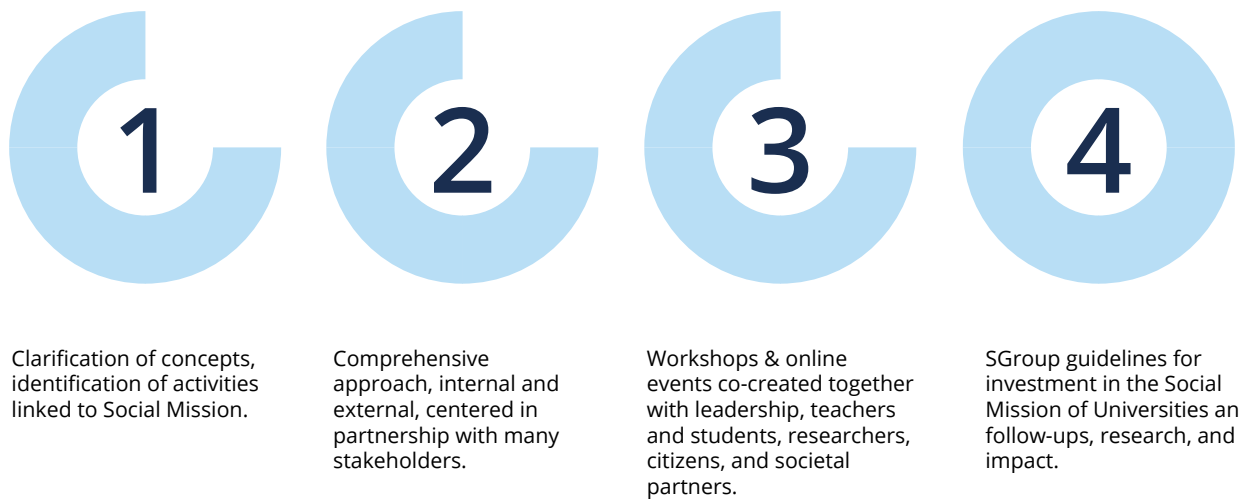 1
2
3
4
Clarification of concepts,
identification of activities
linked to Social Mission.
Comprehensive
approach, internal and
external, centered in
partnership with many
stakeholders.
Workshops & online
events co-created together
with leadership, teachers
and students, researchers,
citizens, and societal
partners.
SGroup guidelines for
investment in the Social
Mission of Universities an
follow-ups, research, and
impact.